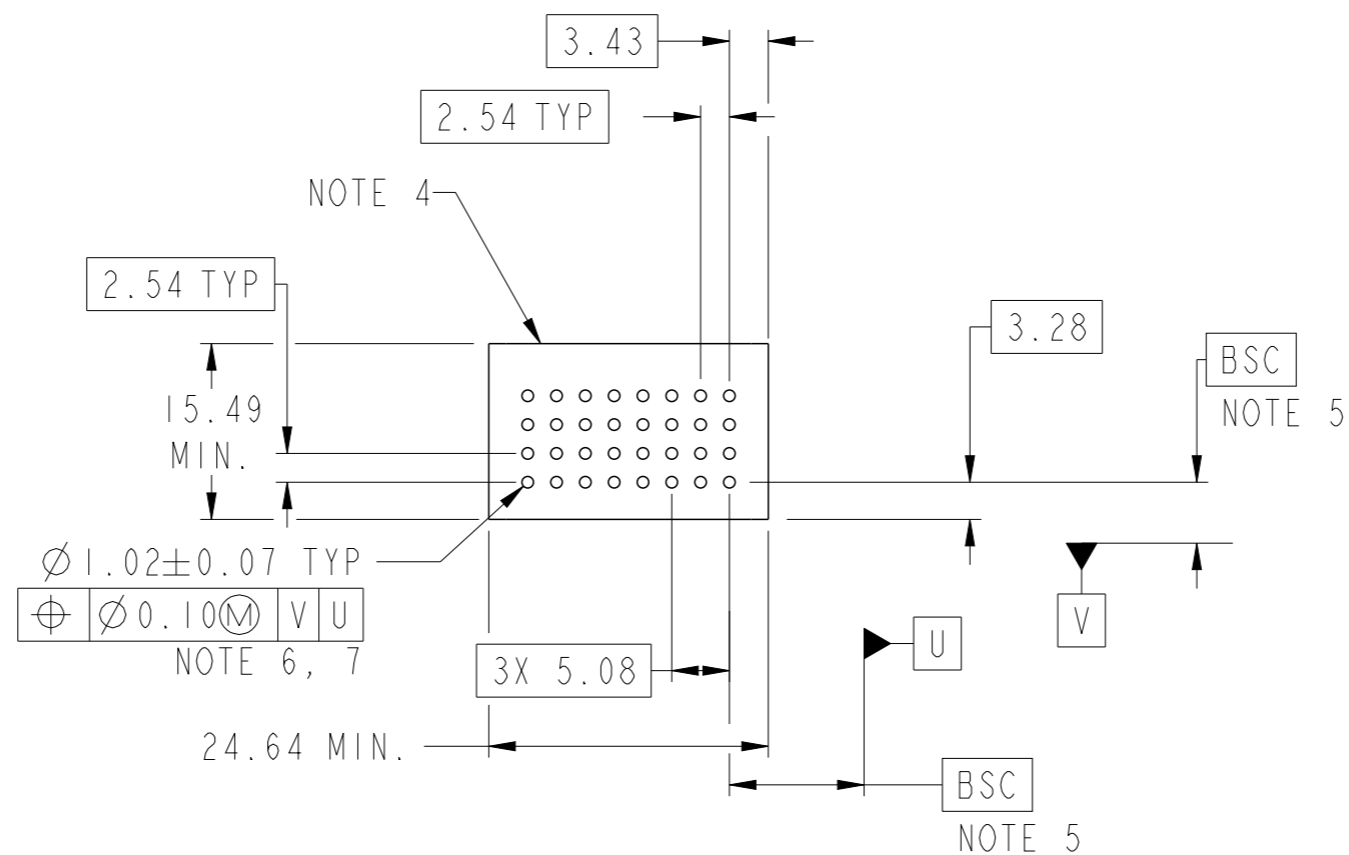 3.43
2.54 TYP
NOTE 4
2.54 TYP
3.28
BSC
NOTE 5
15.49
MIN.
Ø1.02±0.07 TYP
⌖ Ø0.10Ⓜ V U
NOTE 6, 7
V
U
3X 5.08
24.64 MIN.
BSC
NOTE 5